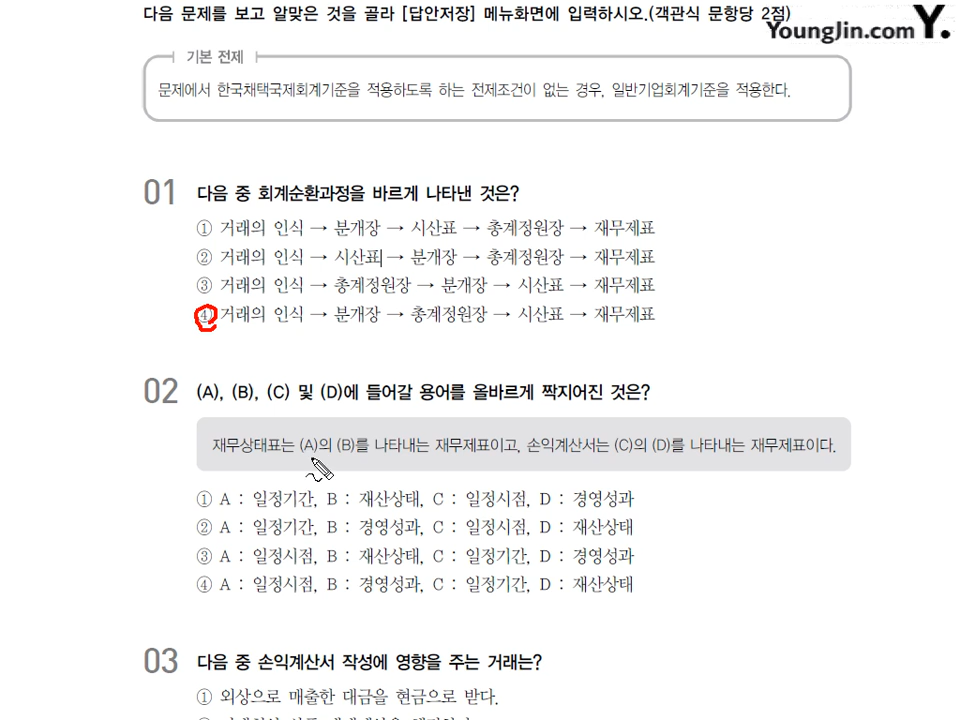 다음 문제를 보고 알맞은 것을 골라 [답안저장] 메뉴화면에 입력하시오.(객관식 문항당 2점)
YoungJin.com Y.
기본 전제
문제에서 한국채택국제회계기준을 적용하도록 하는 전제조건이 없는 경우, 일반기업회계기준을 적용한다.
01 다음 중 회계순환과정을 바르게 나타낸 것은?
① 거래의 인식 → 분개장 → 시산표 → 총계정원장 → 재무제표
② 거래의 인식 → 시산표 → 분개장 → 총계정원장 → 재무제표
③ 거래의 인식 → 총계정원장 → 분개장 → 시산표 → 재무제표
④ 거래의 인식 → 분개장 → 총계정원장 → 시산표 → 재무제표
02 (A), (B), (C) 및 (D)에 들어갈 용어를 올바르게 짝지어진 것은?
재무상태표는 (A)의 (B)를 나타내는 재무제표이고, 손익계산서는 (C)의 (D)를 나타내는 재무제표이다.
① A : 일정기간, B : 재산상태, C : 일정시점, D : 경영성과
② A : 일정기간, B : 경영성과, C : 일정시점, D : 재산상태
③ A : 일정시점, B : 재산상태, C : 일정기간, D : 경영성과
④ A : 일정시점, B : 경영성과, C : 일정기간, D : 재산상태
03 다음 중 손익계산서 작성에 영향을 주는 거래는?
① 외상으로 매출한 대금을 현금으로 받다.